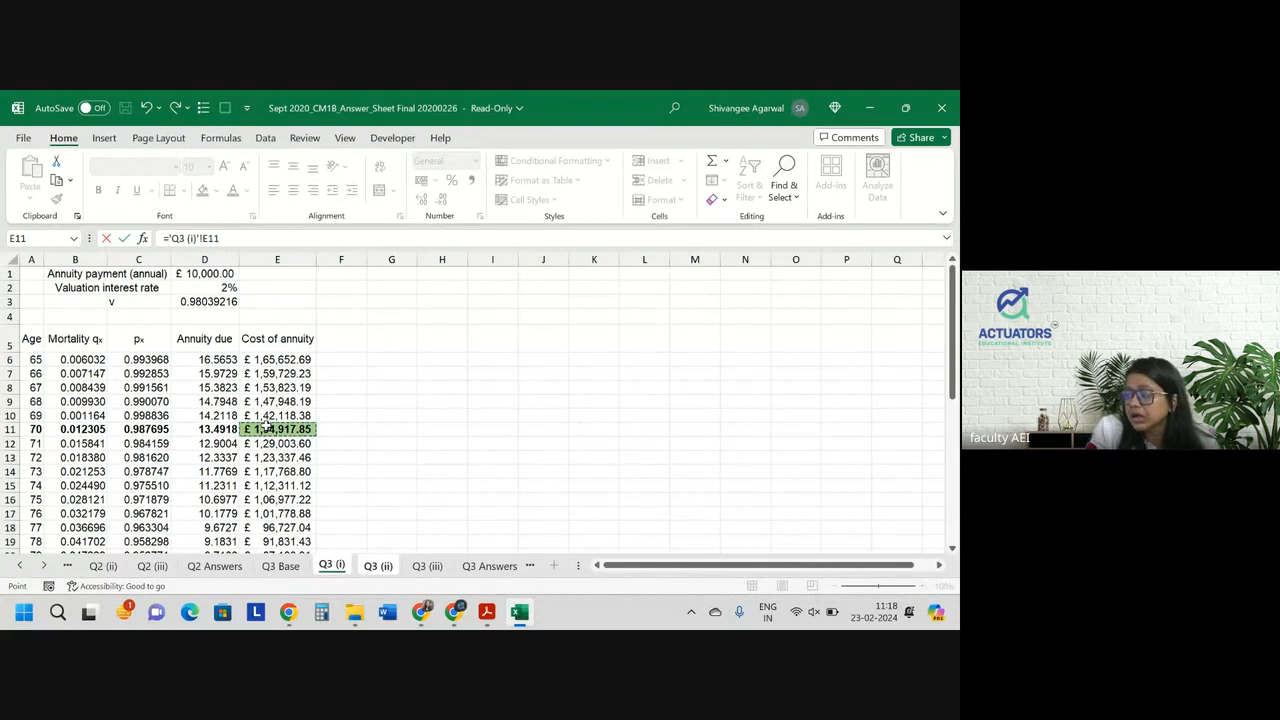 AutoSave Off Sept 2020_CM18_Answer_Sheet Final 20200226 - Read-Only Shivangee Agarwal SA
File Home Insert Page Layout Formulas Data Review View Developer Help Comments Share
10 General Conditional Formatting Insert
Paste B I U Format as Table Delete Sort & Filter Find & Select Add-ins Analyze Data
Cell Styles Format
Clipboard Font Alignment Number Styles Cells Editing Add-ins
E11 fx ='Q3 (i)'!E11
A B C D E F G H I J K L M N O P Q
1 Annuity payment (annual) £ 10,000.00
2 Valuation interest rate 2%
3 v 0.98039216
4
5 Age Mortality qx px Annuity due Cost of annuity
6 65 0.006032 0.993968 16.5653 £ 1,65,652.69
7 66 0.007147 0.992853 15.9729 £ 1,59,729.23
8 67 0.008439 0.991561 15.3823 £ 1,53,823.19
9 68 0.009930 0.990070 14.7948 £ 1,47,948.19
10 69 0.001164 0.998836 14.2118 £ 1,42,118.38
11 70 0.012305 0.987695 13.4918 £ 1,34,917.85
12 71 0.015841 0.984159 12.9004 £ 1,29,003.60
13 72 0.018380 0.981620 12.3337 £ 1,23,337.46
14 73 0.021253 0.978747 11.7769 £ 1,17,768.80
15 74 0.024490 0.975510 11.2311 £ 1,12,311.12
16 75 0.028121 0.971879 10.6977 £ 1,06,977.22
17 76 0.032179 0.967821 10.1779 £ 1,01,778.88
18 77 0.036696 0.963304 9.6727 £ 96,727.04
19 78 0.041702 0.958298 9.1831 £ 91,831.43
Q2 (ii) Q2 (iii) Q2 Answers Q3 Base Q3 (i) Q3 (ii) Q3 (iii) Q3 Answers
Point Accessibility: Good to go 100%
ENG IN 11:18 23-02-2024
ACTUATORS
EDUCATIONAL INSTITUTE
faculty AEI